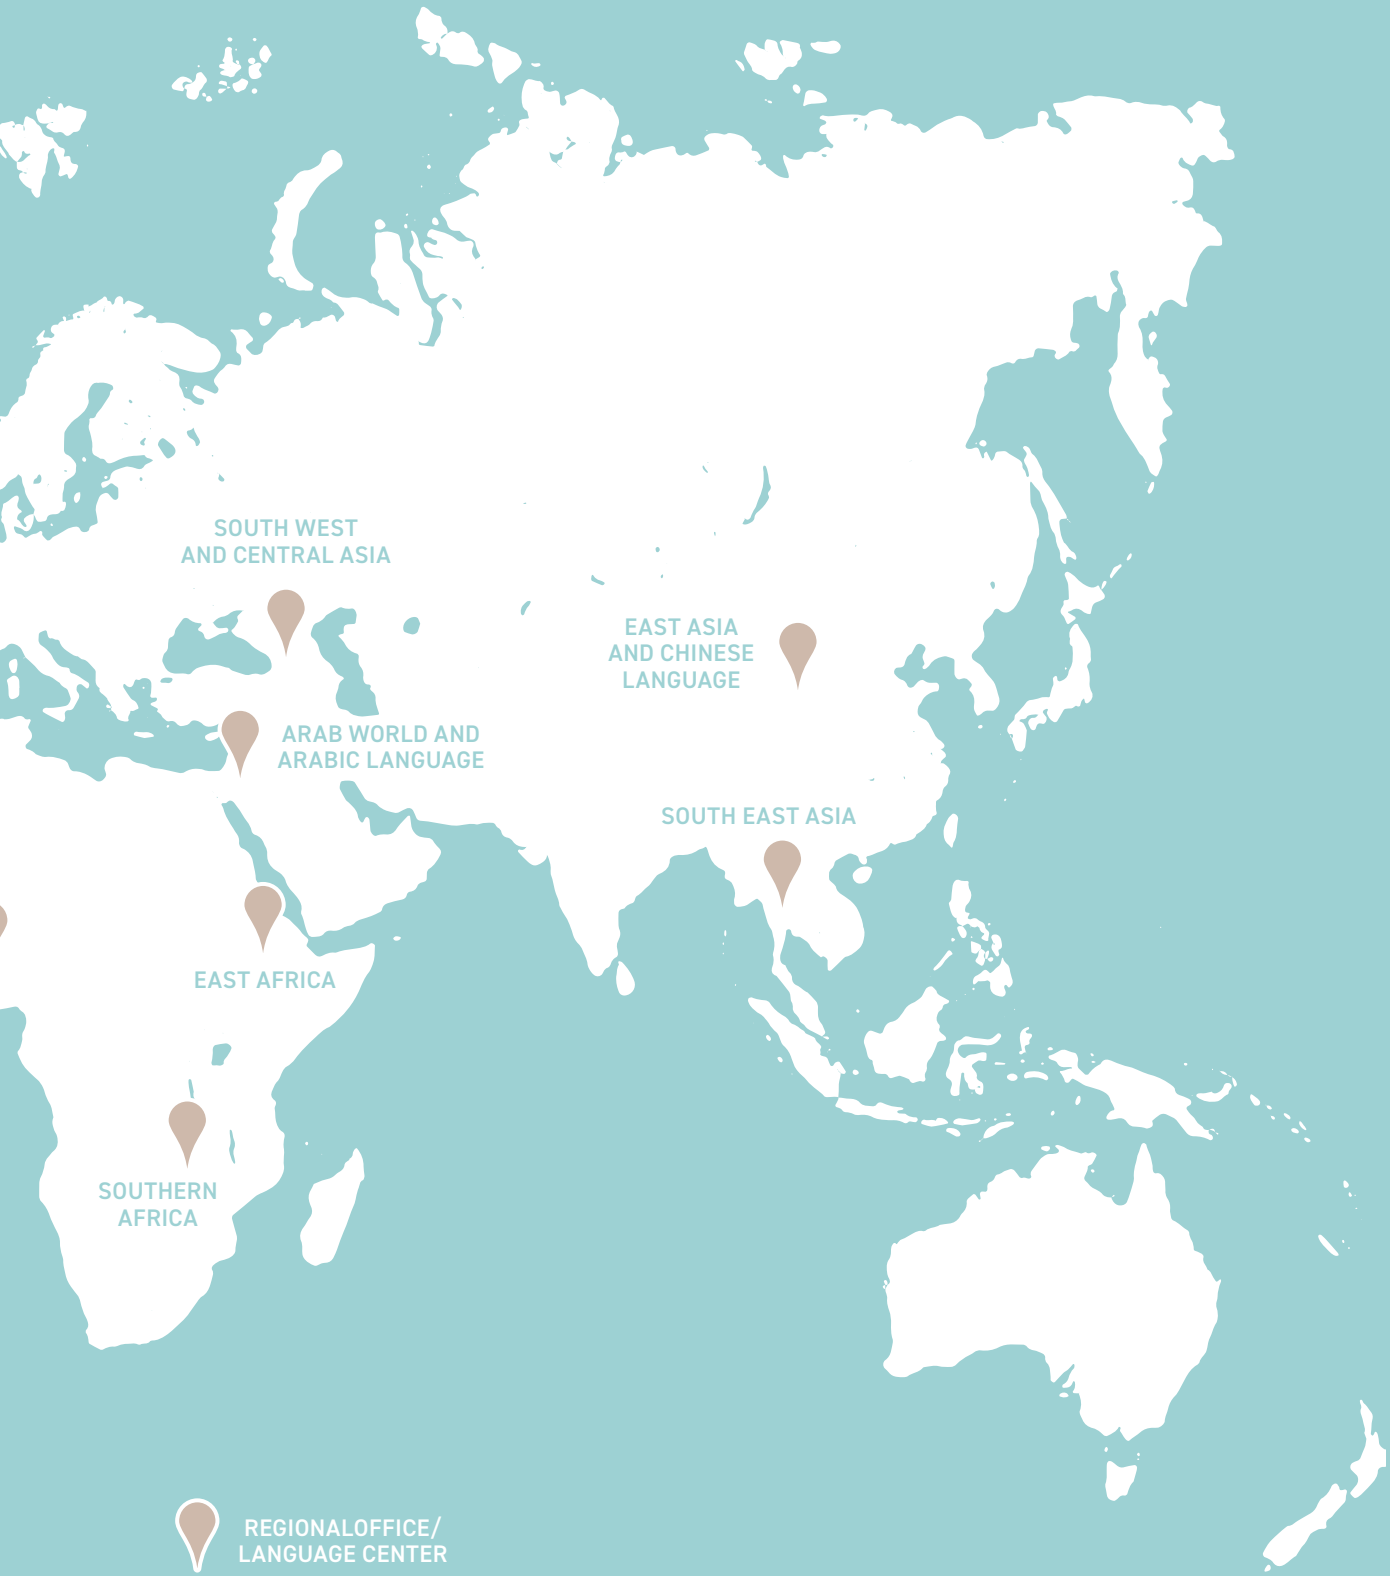 SOUTH WEST
AND CENTRAL ASIA
EAST ASIA
AND CHINESE
LANGUAGE
ARAB WORLD AND
ARABIC LANGUAGE
SOUTH EAST ASIA
EAST AFRICA
SOUTHERN
AFRICA
REGIONALOFFICE/
LANGUAGE CENTER